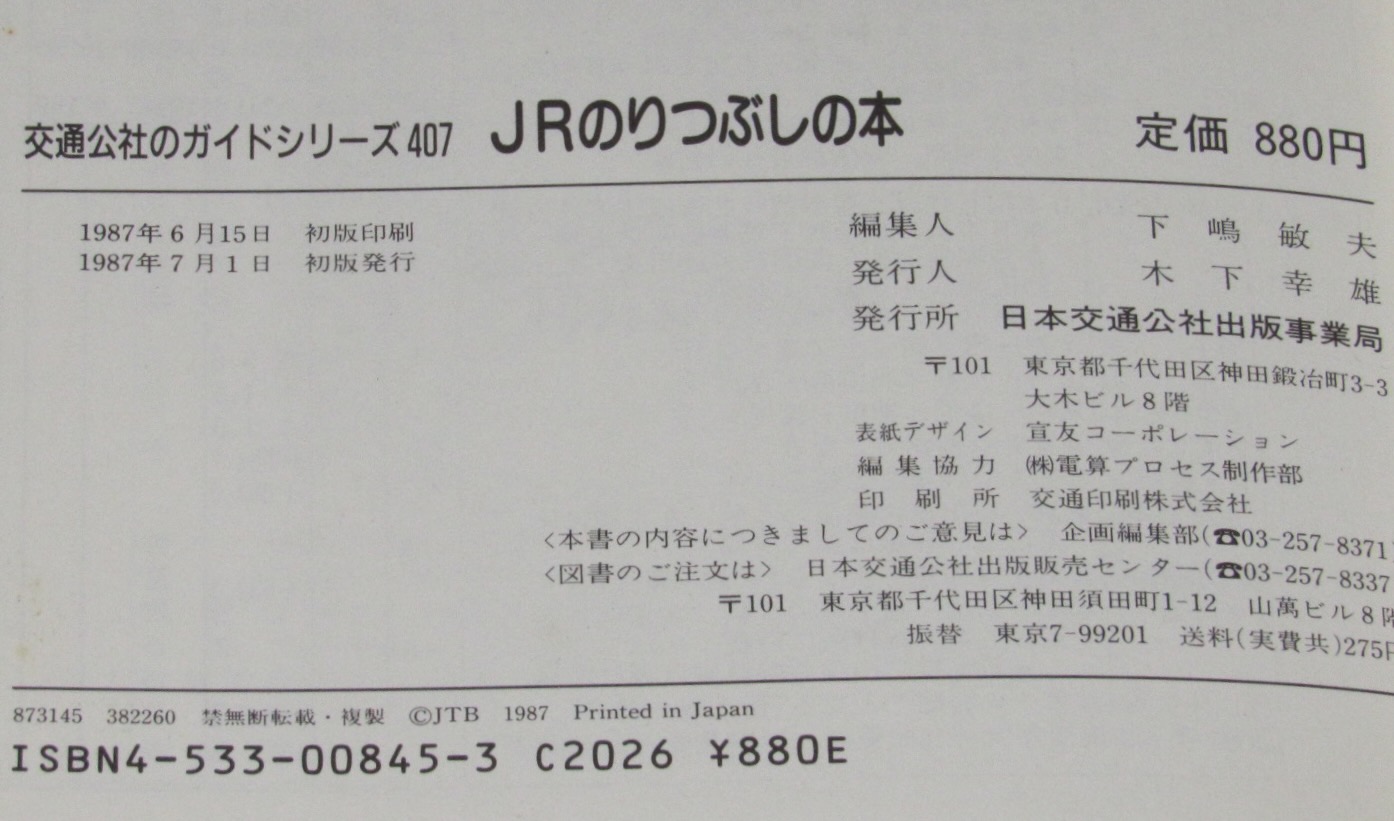 交通公社のガイドシリーズ407 JRのりつぶしの本 定価 880円
1987年6月15日 初版印刷
1987年7月1日 初版発行
編集人 下嶋敏夫
発行人 木下幸雄
発行所 日本交通公社出版事業局
〒101 東京都千代田区神田鍛冶町3-3
大木ビル8階
表紙デザイン 宣友コーポレーション
編集協力 ㈱電算プロセス制作部
印刷所 交通印刷株式会社
〈本書の内容につきましてのご意見は〉 企画編集部(☎03-257-8371)
〈図書のご注文は〉 日本交通公社出版販売センター(☎03-257-8337
〒101 東京都千代田区神田須田町1-12 山萬ビル8階
振替 東京7-99201 送料(実費共)275円
873145 382260 禁無断転載・複製 ©JTB 1987 Printed in Japan
ISBN4-533-00845-3 C2026 ¥880E